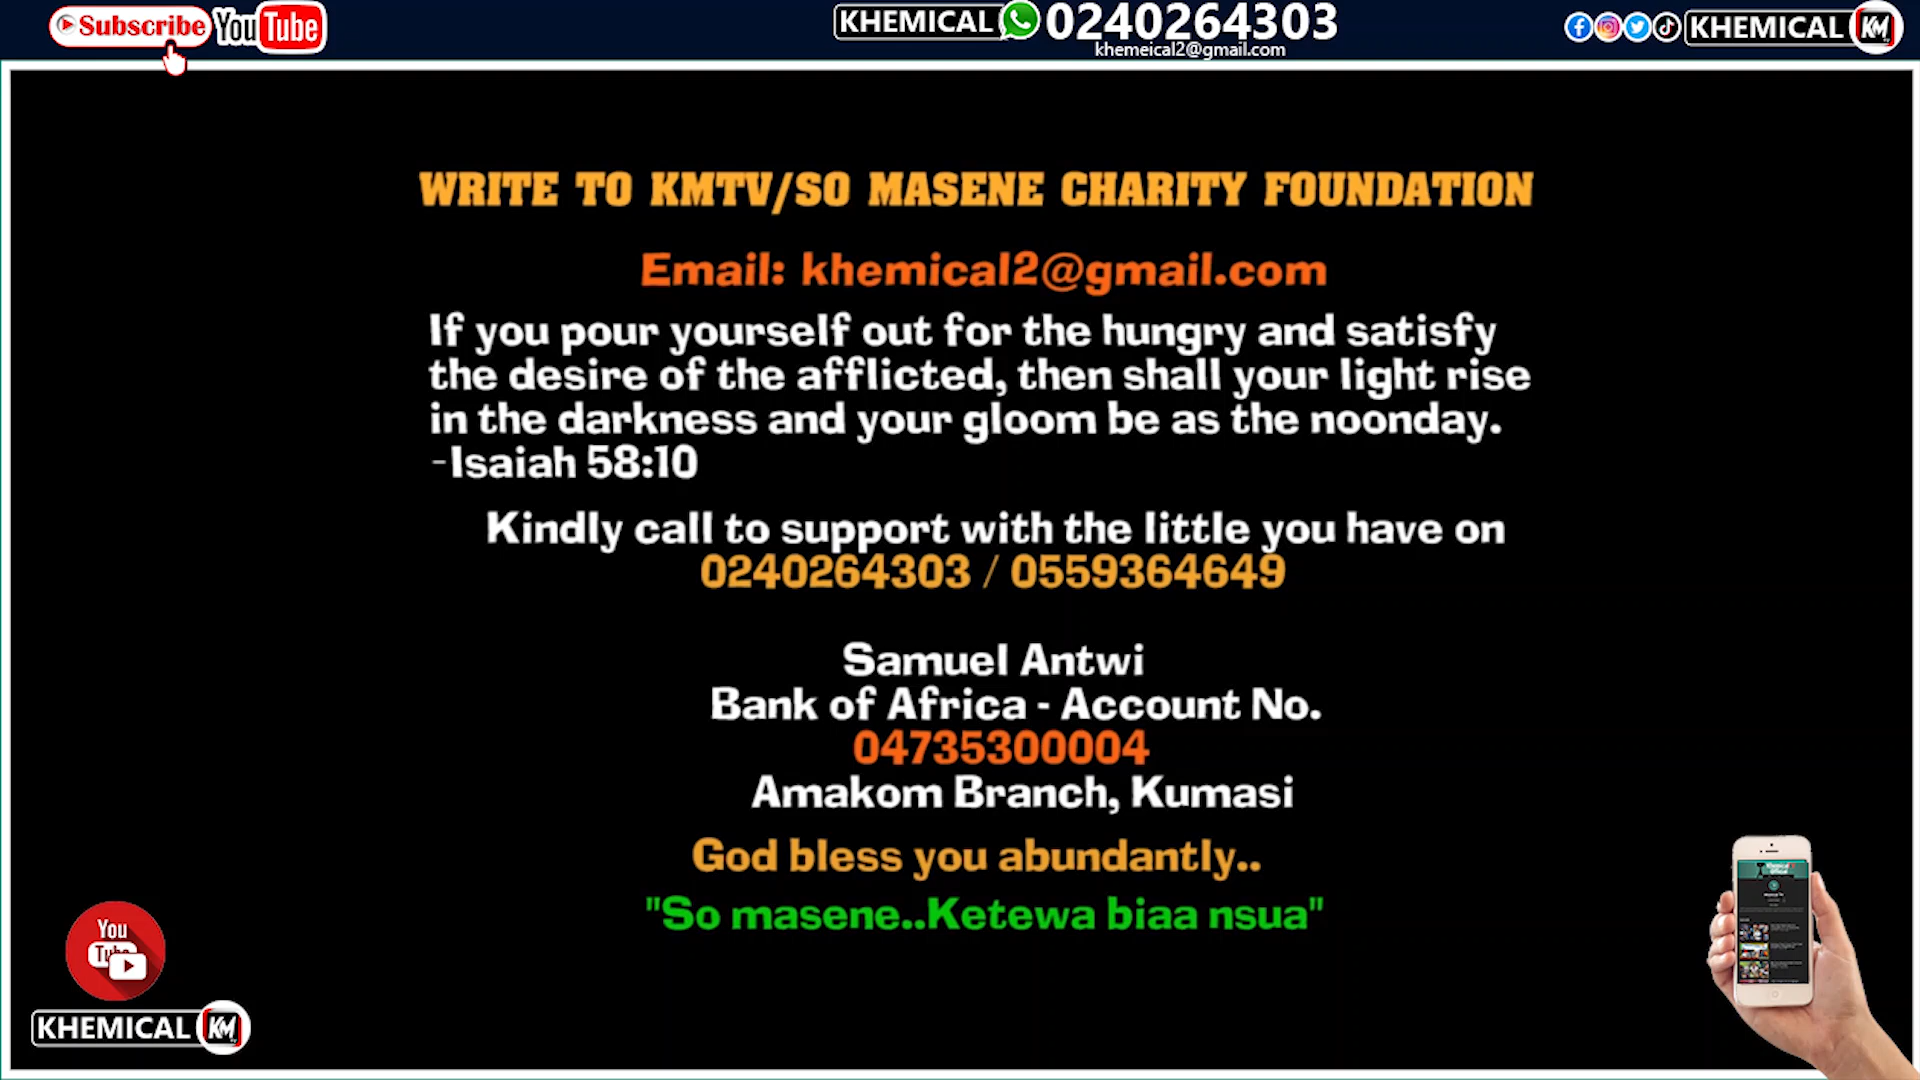 Subscribe YouTube
KHEMICAL 0240264303
khemeical2@gmail.com
KHEMICAL KM
WRITE TO KMTV/SO MASENE CHARITY FOUNDATION
Email: khemical2@gmail.com
If you pour yourself out for the hungry and satisfy
the desire of the afflicted, then shall your light rise
in the darkness and your gloom be as the noonday.
-Isaiah 58:10
Kindly call to support with the little you have on
0240264303 / 0559364649
Samuel Antwi
Bank of Africa - Account No.
04735300004
Amakom Branch, Kumasi
God bless you abundantly..
"So masene..Ketewa biaa nsua"
You
Tube
KHEMICAL KM